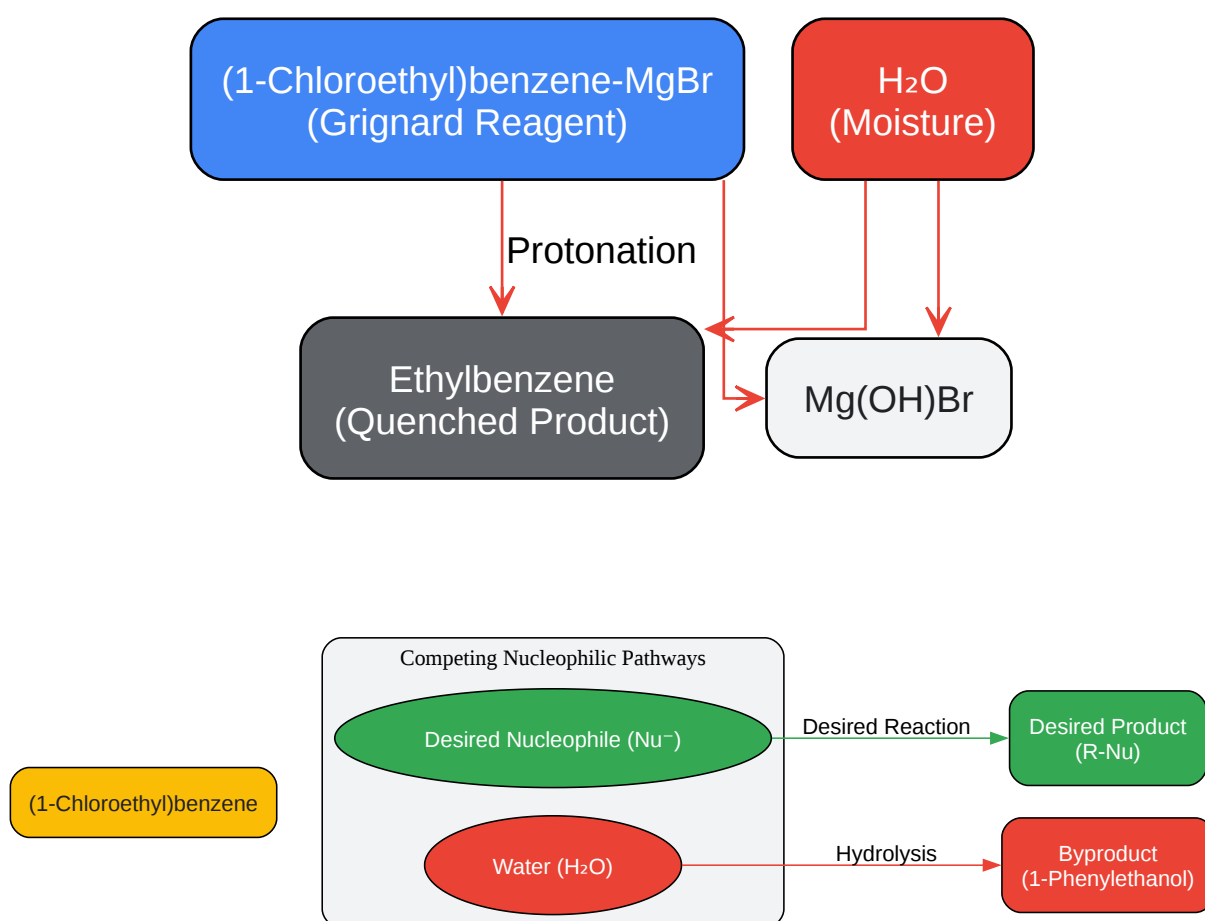 (1-Chloroethyl)benzene-MgBr
(Grignard Reagent)
H₂O
(Moisture)
Protonation
Ethylbenzene
(Quenched Product)
Mg(OH)Br
Competing Nucleophilic Pathways
Desired Nucleophile (Nu⁻)
Desired Reaction
Desired Product
(R-Nu)
(1-Chloroethyl)benzene
Water (H₂O)
Hydrolysis
Byproduct
(1-Phenylethanol)